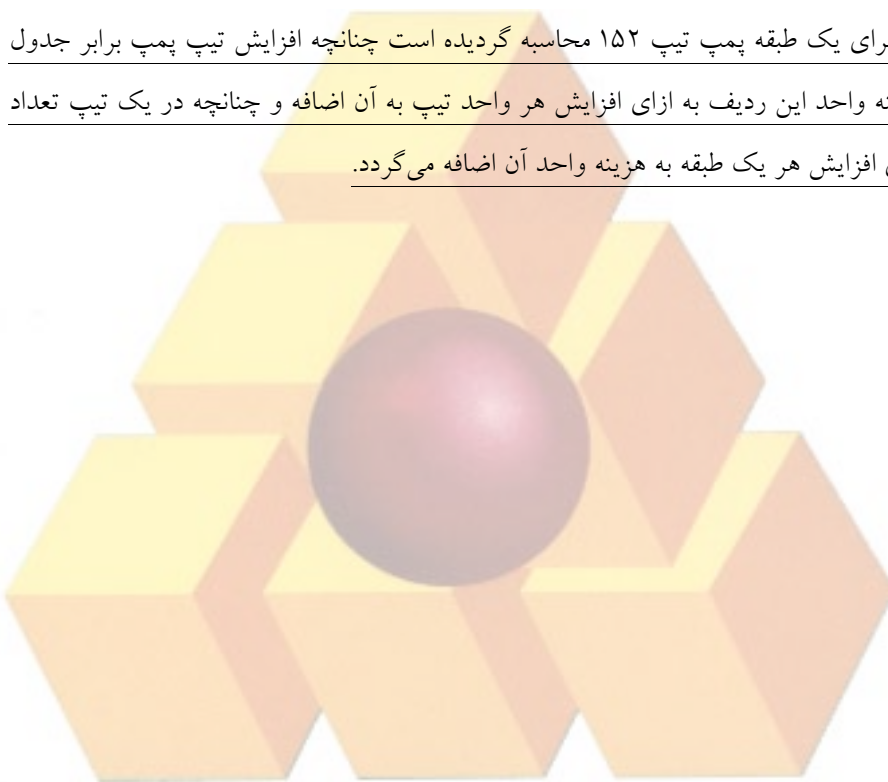 یک طبقه پمپ تیپ ۱۵۲ محاسبه گردیده است چنانچه افزایش تیپ پمپ برابر جدول
واحد این ردیف به ازای افزایش هر واحد تیپ به آن اضافه و چنانچه در یک تیپ تعداد
افزایش هر یک طبقه به هزینه واحد آن اضافه می‌گردد.